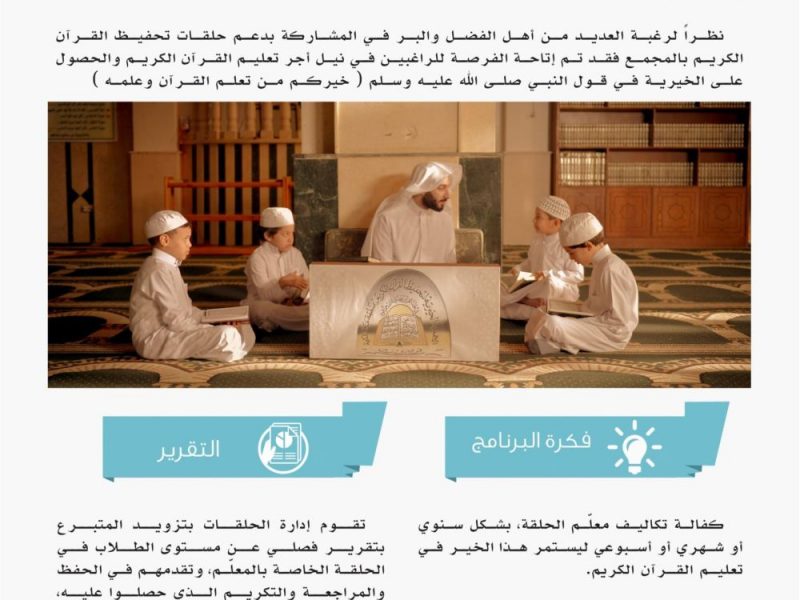 نظراً لرغبة العديد من أهل الفضل والبر في المشاركة بدعم حلقات تحفيظ القرآن
الكريم بالمجمع فقد تم إتاحة الفرصة للراغبين في نيل أجر تعليم القرآن الكريم والحصول
على الخيرية في قول النبي صلى الله عليه وسلم ( خيركم من تعلم القرآن وعلمه )
فكرة البرنامج
كفالة تكاليف معلّم الحلقة، بشكل سنوي
أو شهري أو أسبوعي ليستمر هذا الخير في
تعليم القرآن الكريم.
التقرير
تقوم إدارة الحلقات بتزويد المتبرع
بتقرير فصلي عن مستوى الطلاب في
الحلقة الخاصة بالمعلّم، وتقدمهم في الحفظ
والمراجعة والتكريم الذي حصلوا عليه،